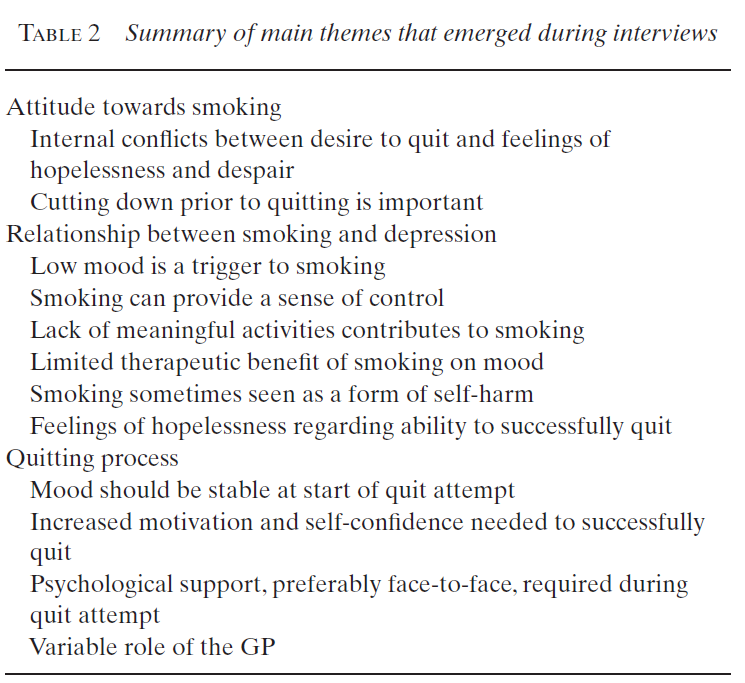 TABLE 2 Summary of main themes that emerged during interviews
Attitude towards smoking
Internal conflicts between desire to quit and feelings of
hopelessness and despair
Cutting down prior to quitting is important
Relationship between smoking and depression
Low mood is a trigger to smoking
Smoking can provide a sense of control
Lack of meaningful activities contributes to smoking
Limited therapeutic benefit of smoking on mood
Smoking sometimes seen as a form of self-harm
Feelings of hopelessness regarding ability to successfully quit
Quitting process
Mood should be stable at start of quit attempt
Increased motivation and self-confidence needed to successfully
quit
Psychological support, preferably face-to-face, required during
quit attempt
Variable role of the GP